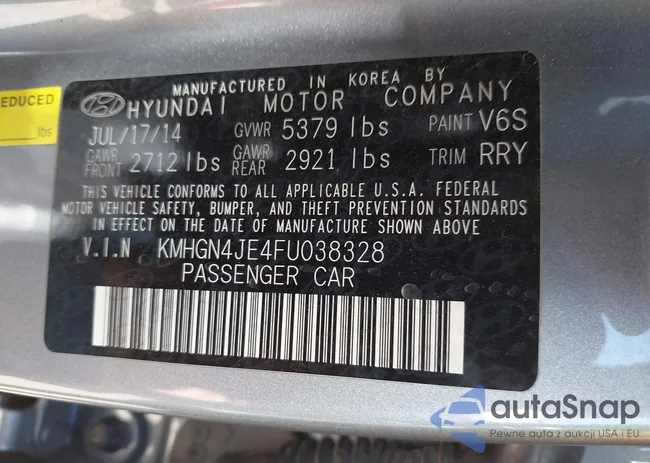 MANUFACTURED IN KOREA BY
HYUNDAI MOTOR COMPANY
JUL/17/14 GVWR 5379 lbs PAINT V6S
GAWR FRONT 2712 lbs GAWR REAR 2921 lbs TRIM RRY
THIS VEHICLE CONFORMS TO ALL APPLICABLE U.S.A. FEDERAL
MOTOR VEHICLE SAFETY, BUMPER, AND THEFT PREVENTION STANDARDS
IN EFFECT ON THE DATE OF MANUFACTURE SHOWN ABOVE.
V.I.N KMHGN4JE4FU038328
PASSENGER CAR
EDUCED
lbs
autaSnap
Pewne auta z aukcji USA i EU